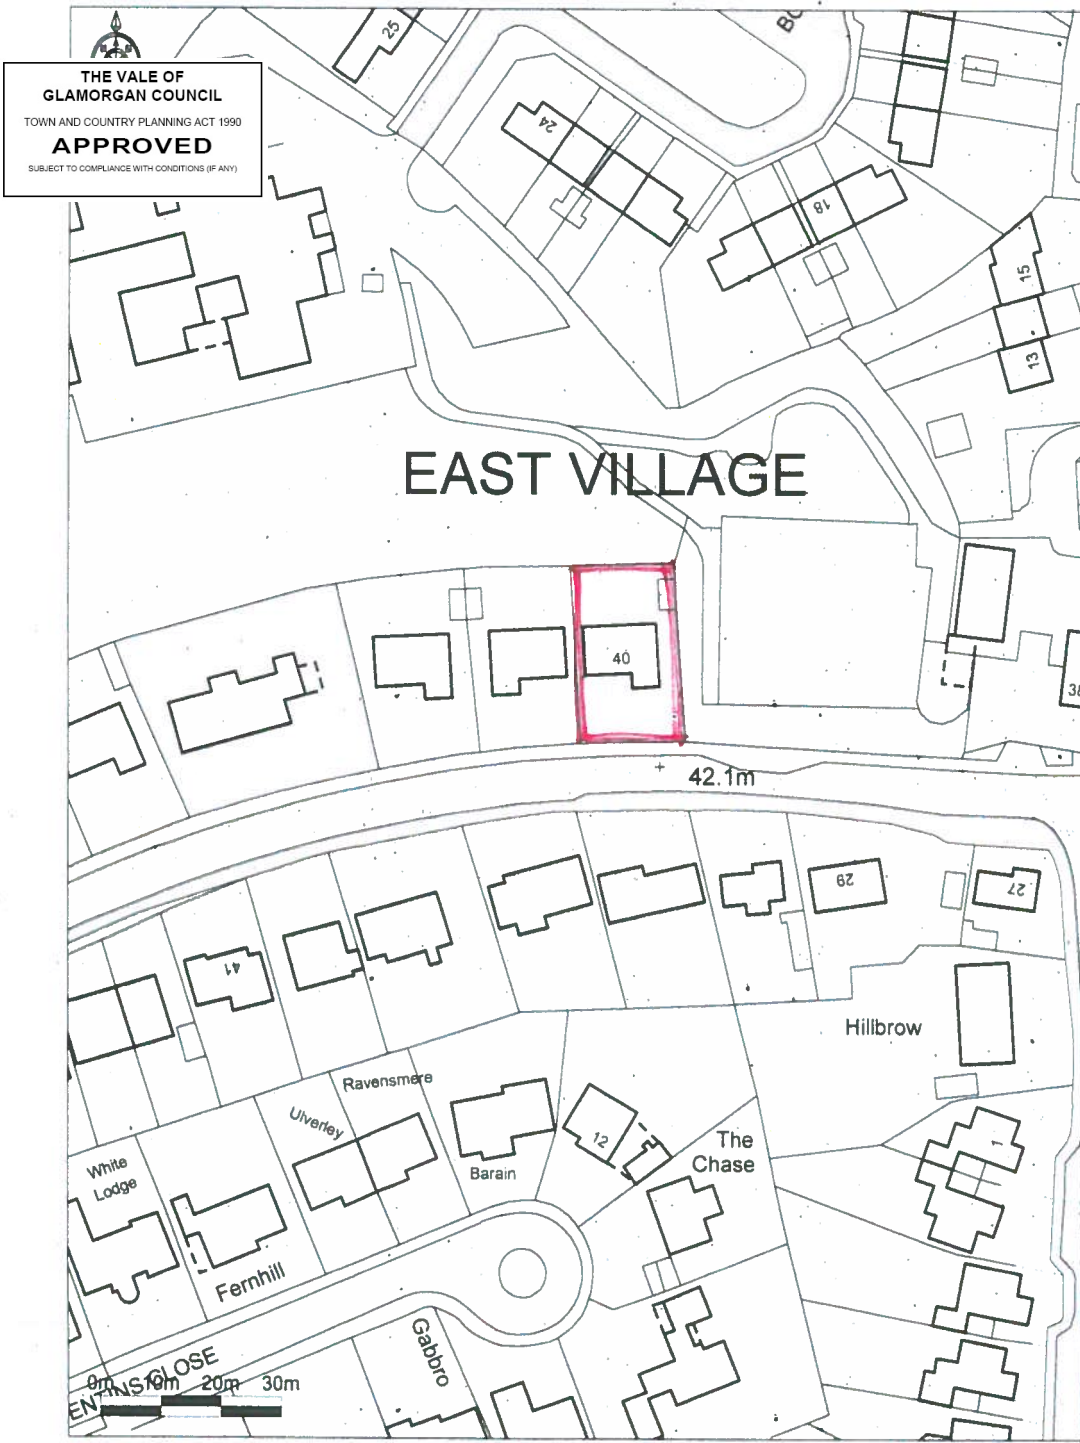 25
BO
THE VALE OF
GLAMORGAN COUNCIL
TOWN AND COUNTRY PLANNING ACT 1990
APPROVED
SUBJECT TO COMPLIANCE WITH CONDITIONS (IF ANY)
24
18
15
13
EAST VILLAGE
40
38
42.1m
29
27
41
Hillbrow
Ravensmere
Ulverley
12
The
Chase
1
White
Lodge
Barain
Fernhill
Gabbro
ENTINS CLOSE
0m 10m 20m 30m